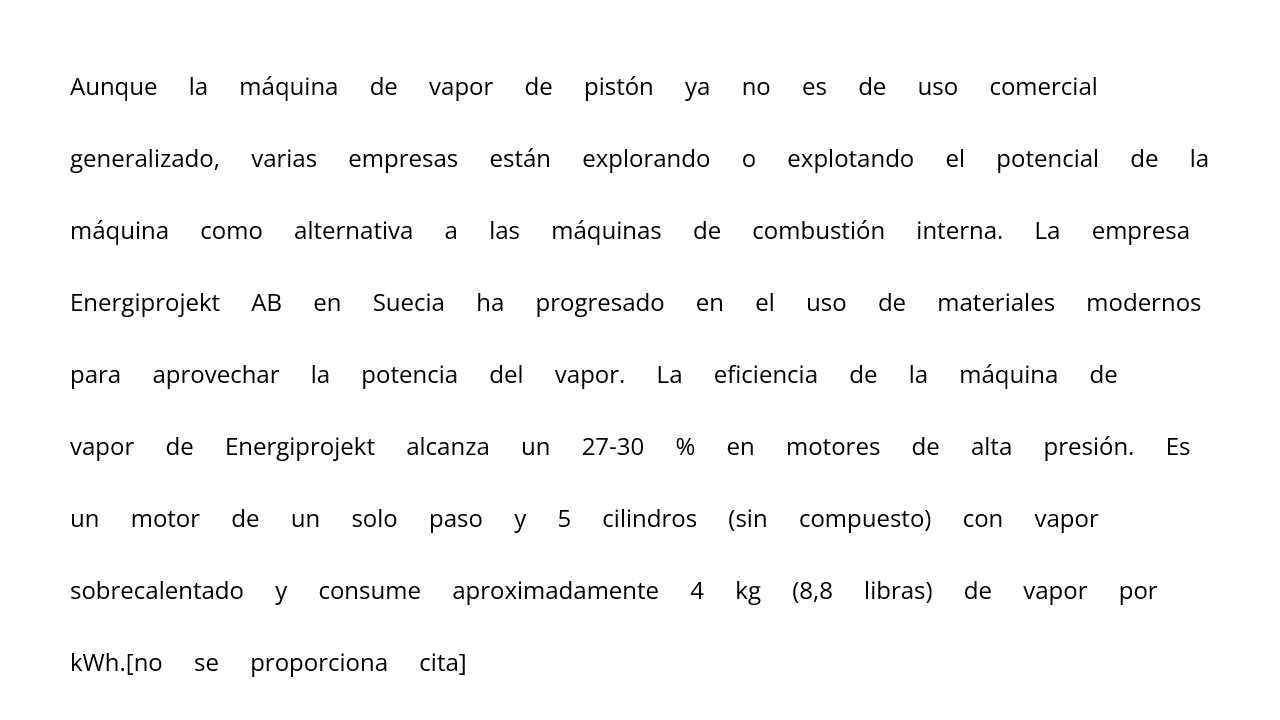 Aunque la máquina de vapor de pistón ya no es de uso comercial
generalizado, varias empresas están explorando o explotando el potencial de la
máquina como alternativa a las máquinas de combustión interna. La empresa
Energiprojekt AB en Suecia ha progresado en el uso de materiales modernos
para aprovechar la potencia del vapor. La eficiencia de la máquina de
vapor de Energiprojekt alcanza un 27-30 % en motores de alta presión. Es
un motor de un solo paso y 5 cilindros (sin compuesto) con vapor
sobrecalentado y consume aproximadamente 4 kg (8,8 libras) de vapor por
kWh.[no se proporciona cita]